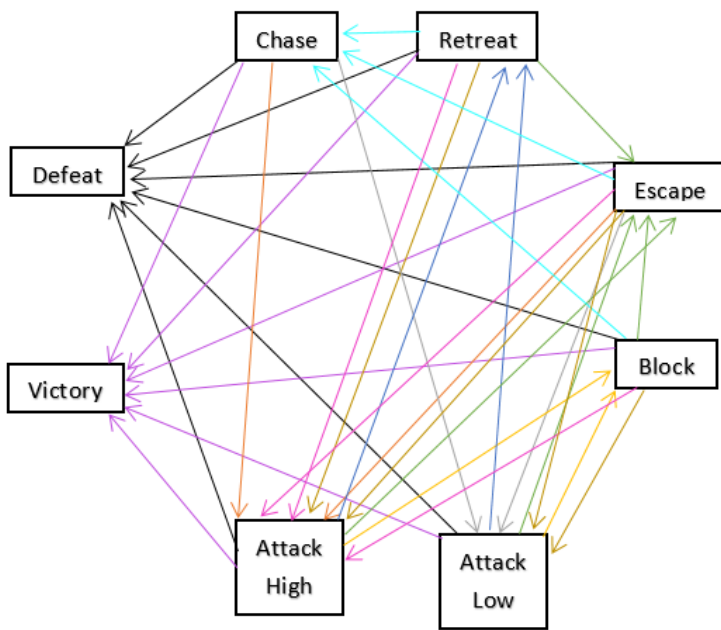 Chase
Retreat
Defeat
Escape
Victory
Block
Attack
High
Attack
Low